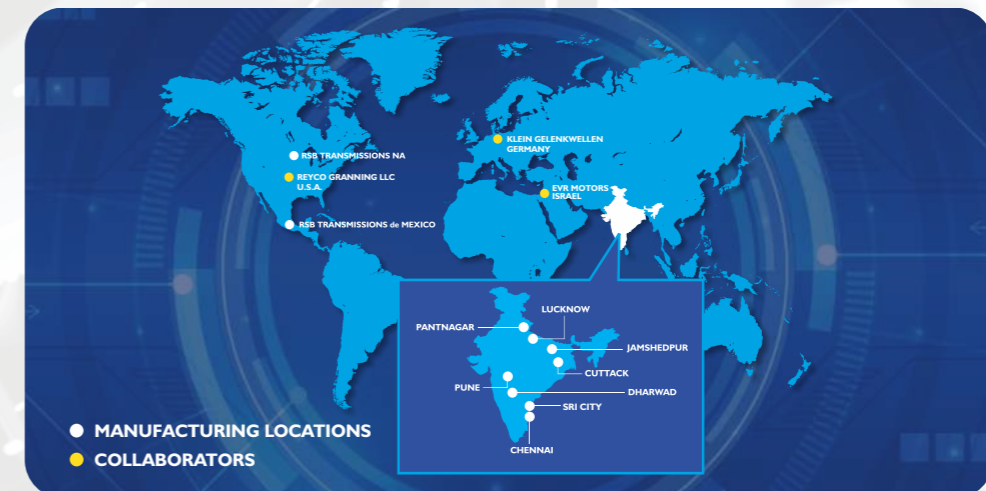 KLEIN GELENKWELLEN
GERMANY
RSB TRANSMISSIONS NA
REYCO GRANNING LLC
U.S.A.
EVR MOTORS
ISRAEL
RSB TRANSMISSIONS de MEXICO
LUCKNOW
PANTNAGAR
JAMSHEDPUR
CUTTACK
PUNE
DHARWAD
SRI CITY
CHENNAI
MANUFACTURING LOCATIONS
COLLABORATORS